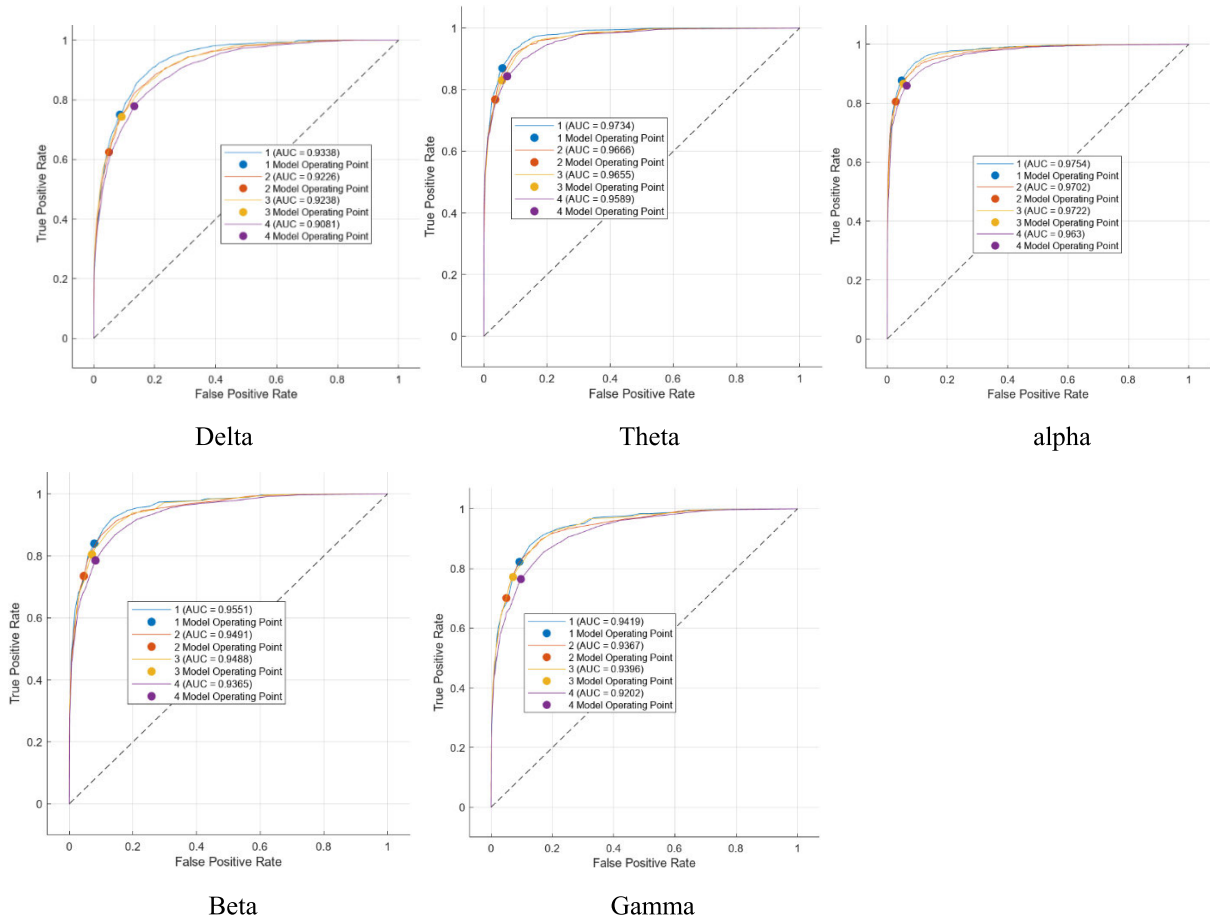 True Positive Rate
1
0.8
0.6
0.4
0.2
0
0 0.2 0.4 0.6 0.8 1
False Positive Rate
1 (AUC = 0.9338)
1 Model Operating Point
2 (AUC = 0.9226)
2 Model Operating Point
3 (AUC = 0.9238)
3 Model Operating Point
4 (AUC = 0.9081)
4 Model Operating Point
Delta
True Positive Rate
1
0.8
0.6
0.4
0.2
0
0 0.2 0.4 0.6 0.8 1
False Positive Rate
1 (AUC = 0.9734)
1 Model Operating Point
2 (AUC = 0.9666)
2 Model Operating Point
3 (AUC = 0.9655)
3 Model Operating Point
4 (AUC = 0.9589)
4 Model Operating Point
Theta
True Positive Rate
1
0.8
0.6
0.4
0.2
0
0 0.2 0.4 0.6 0.8 1
False Positive Rate
1 (AUC = 0.9754)
1 Model Operating Point
2 (AUC = 0.9702)
2 Model Operating Point
3 (AUC = 0.9722)
3 Model Operating Point
4 (AUC = 0.963)
4 Model Operating Point
alpha
True Positive Rate
1
0.8
0.6
0.4
0.2
0
0 0.2 0.4 0.6 0.8 1
False Positive Rate
1 (AUC = 0.9551)
1 Model Operating Point
2 (AUC = 0.9491)
2 Model Operating Point
3 (AUC = 0.9488)
3 Model Operating Point
4 (AUC = 0.9365)
4 Model Operating Point
Beta
True Positive Rate
1
0.8
0.6
0.4
0.2
0
0 0.2 0.4 0.6 0.8 1
False Positive Rate
1 (AUC = 0.9419)
1 Model Operating Point
2 (AUC = 0.9367)
2 Model Operating Point
3 (AUC = 0.9396)
3 Model Operating Point
4 (AUC = 0.9202)
4 Model Operating Point
Gamma